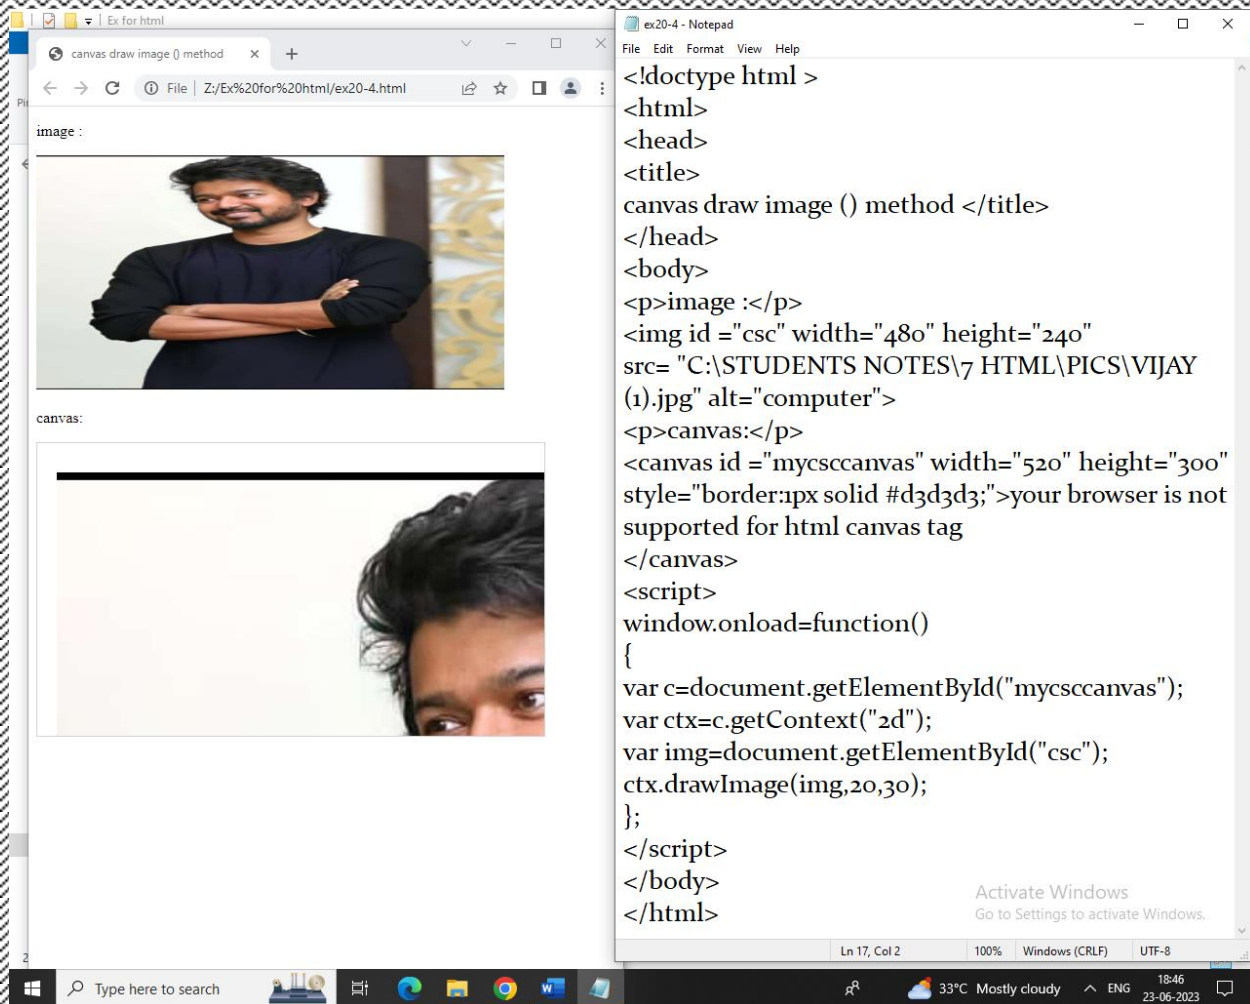 Ex for html
canvas draw image () method
File Z:/Ex%20for%20html/ex20-4.html
image :
canvas:
ex20-4 - Notepad
File Edit Format View Help
<!doctype html >
<html>
<head>
<title>
canvas draw image () method </title>
</head>
<body>
<p>image :</p>
<img id ="csc" width="480" height="240"
src= "C:\STUDENTS NOTES\7 HTML\PICS\VIJAY
(1).jpg" alt="computer">
<p>canvas:</p>
<canvas id ="mycsccanvas" width="520" height="300"
style="border:1px solid #d3d3d3;">your browser is not
supported for html canvas tag
</canvas>
<script>
window.onload=function()
{
var c=document.getElementById("mycsccanvas");
var ctx=c.getContext("2d");
var img=document.getElementById("csc");
ctx.drawImage(img,20,30);
};
</script>
</body>
</html>
Activate Windows
Go to Settings to activate Windows.
Ln 17, Col 2 100% Windows (CRLF) UTF-8
Type here to search
33°C Mostly cloudy ENG
18:46
23-06-2023